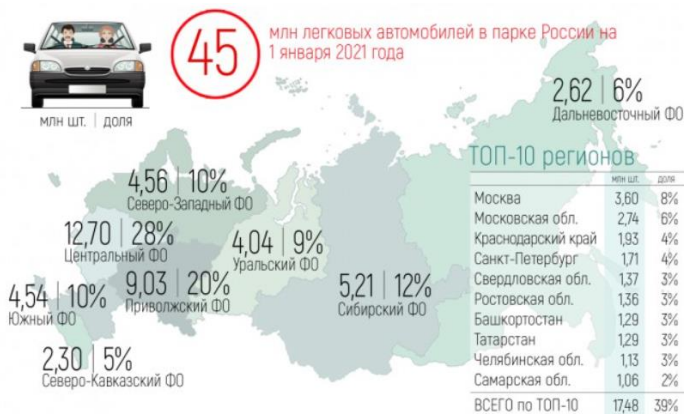 45
млн легковых автомобилей в парке России на
1 января 2021 года
млн шт. | доля
2,62 | 6%
Дальневосточный ФО
4,56 | 10%
Северо-Западный ФО
12,70 | 28%
Центральный ФО
4,04 | 9%
Уральский ФО
9,03 | 20%
Приволжский ФО
5,21 | 12%
Сибирский ФО
4,54 | 10%
Южный ФО
2,30 | 5%
Северо-Кавказский ФО
ТОП-10 регионов
млн шт. доля
Москва 3,60 8%
Московская обл. 2,74 6%
Краснодарский край 1,93 4%
Санкт-Петербург 1,71 4%
Свердловская обл. 1,37 3%
Ростовская обл. 1,36 3%
Башкортостан 1,29 3%
Татарстан 1,29 3%
Челябинская обл. 1,13 3%
Самарская обл. 1,06 2%
ВСЕГО по ТОП-10 17,48 39%